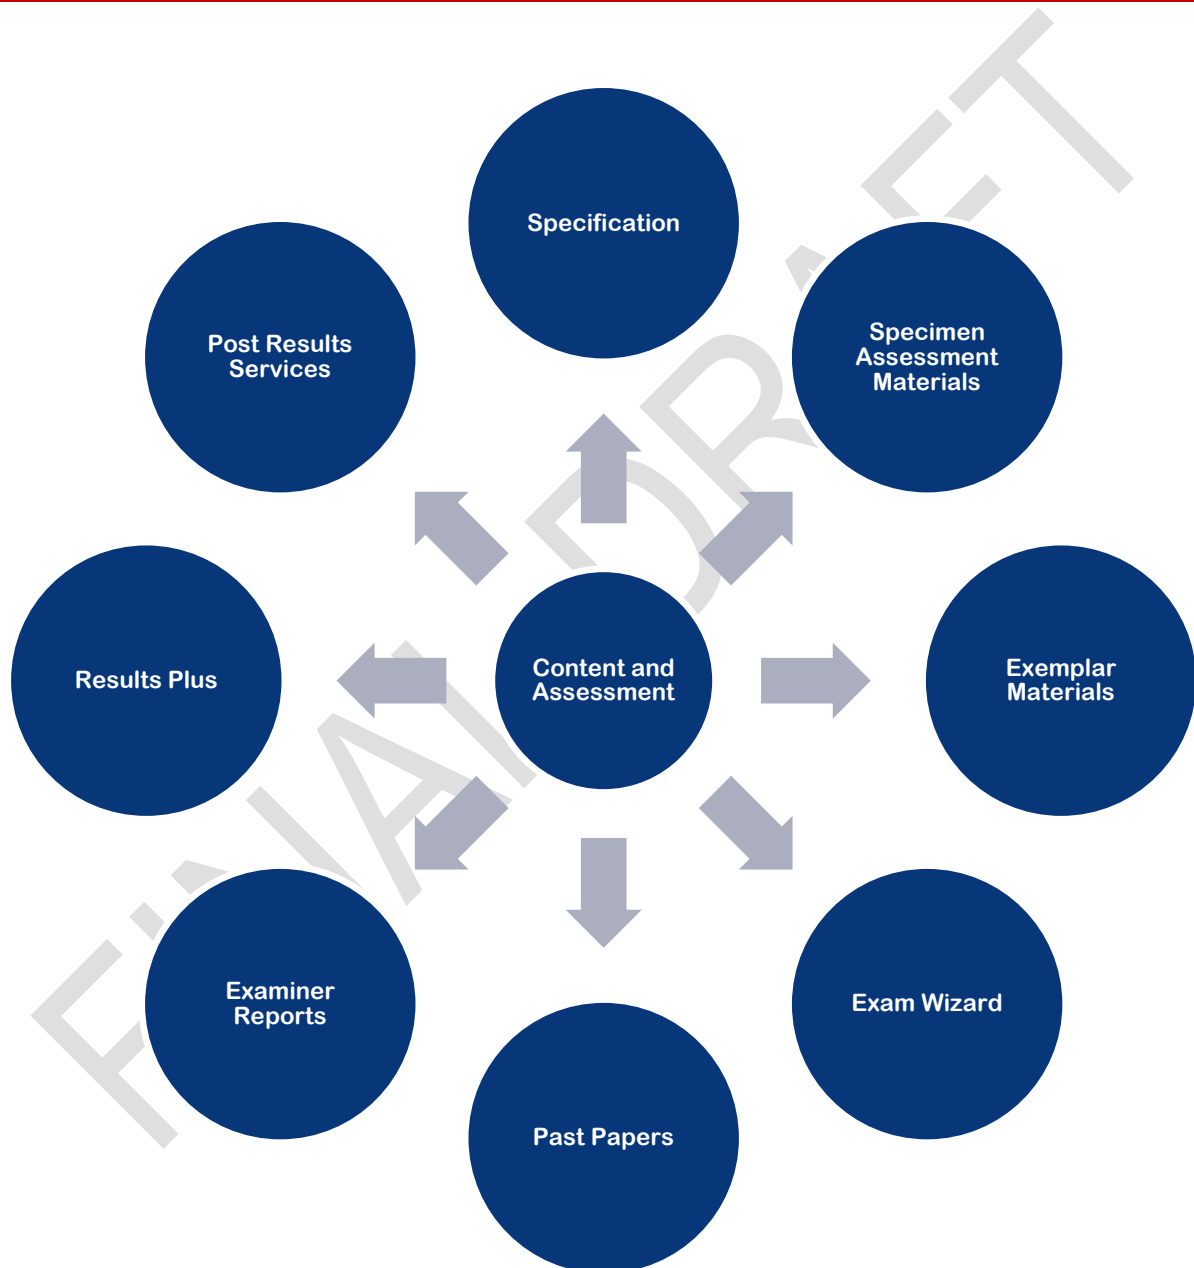 Specification
Specimen
Assessment
Materials
Exemplar
Materials
Exam Wizard
Past Papers
Examiner
Reports
Results Plus
Post Results
Services
Content and
Assessment
FINAL DRAFT